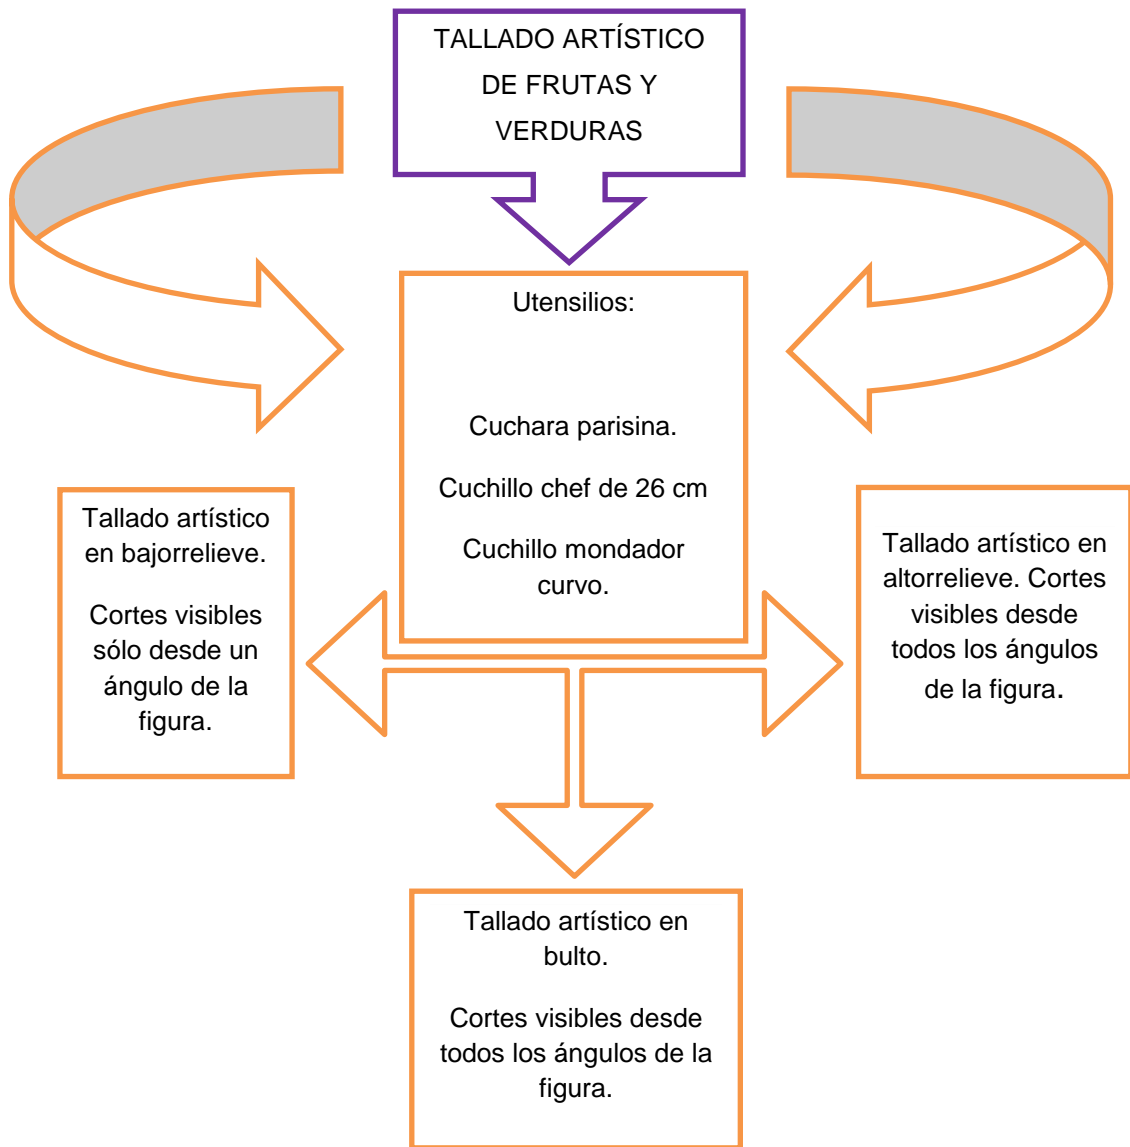 TALLADO ARTÍSTICO
DE FRUTAS Y
VERDURAS
Utensilios:
Cuchara parisina.
Cuchillo chef de 26 cm
Cuchillo mondador
curvo.
Tallado artístico
en bajorrelieve.
Cortes visibles
sólo desde un
ángulo de la
figura.
Tallado artístico en
altorrelieve. Cortes
visibles desde
todos los ángulos
de la figura.
Tallado artístico en
bulto.
Cortes visibles desde
todos los ángulos de la
figura.